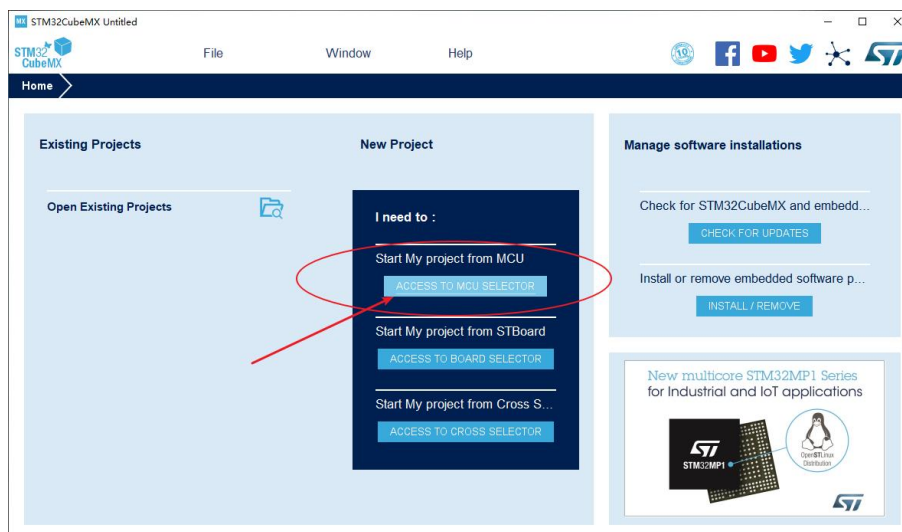 MX STM32CubeMX Untitled
STM32
CubeMX
File
Window
Help
10
Home
Existing Projects
New Project
Manage software installations
Open Existing Projects
I need to :
Start My project from MCU
ACCESS TO MCU SELECTOR
Start My project from STBoard
ACCESS TO BOARD SELECTOR
Start My project from Cross S...
ACCESS TO CROSS SELECTOR
Check for STM32CubeMX and embedd...
CHECK FOR UPDATES
Install or remove embedded software p...
INSTALL / REMOVE
New multicore STM32MP1 Series
for Industrial and IoT applications
ST
STM32MP1
OpenSTLinux
Distribution
ST